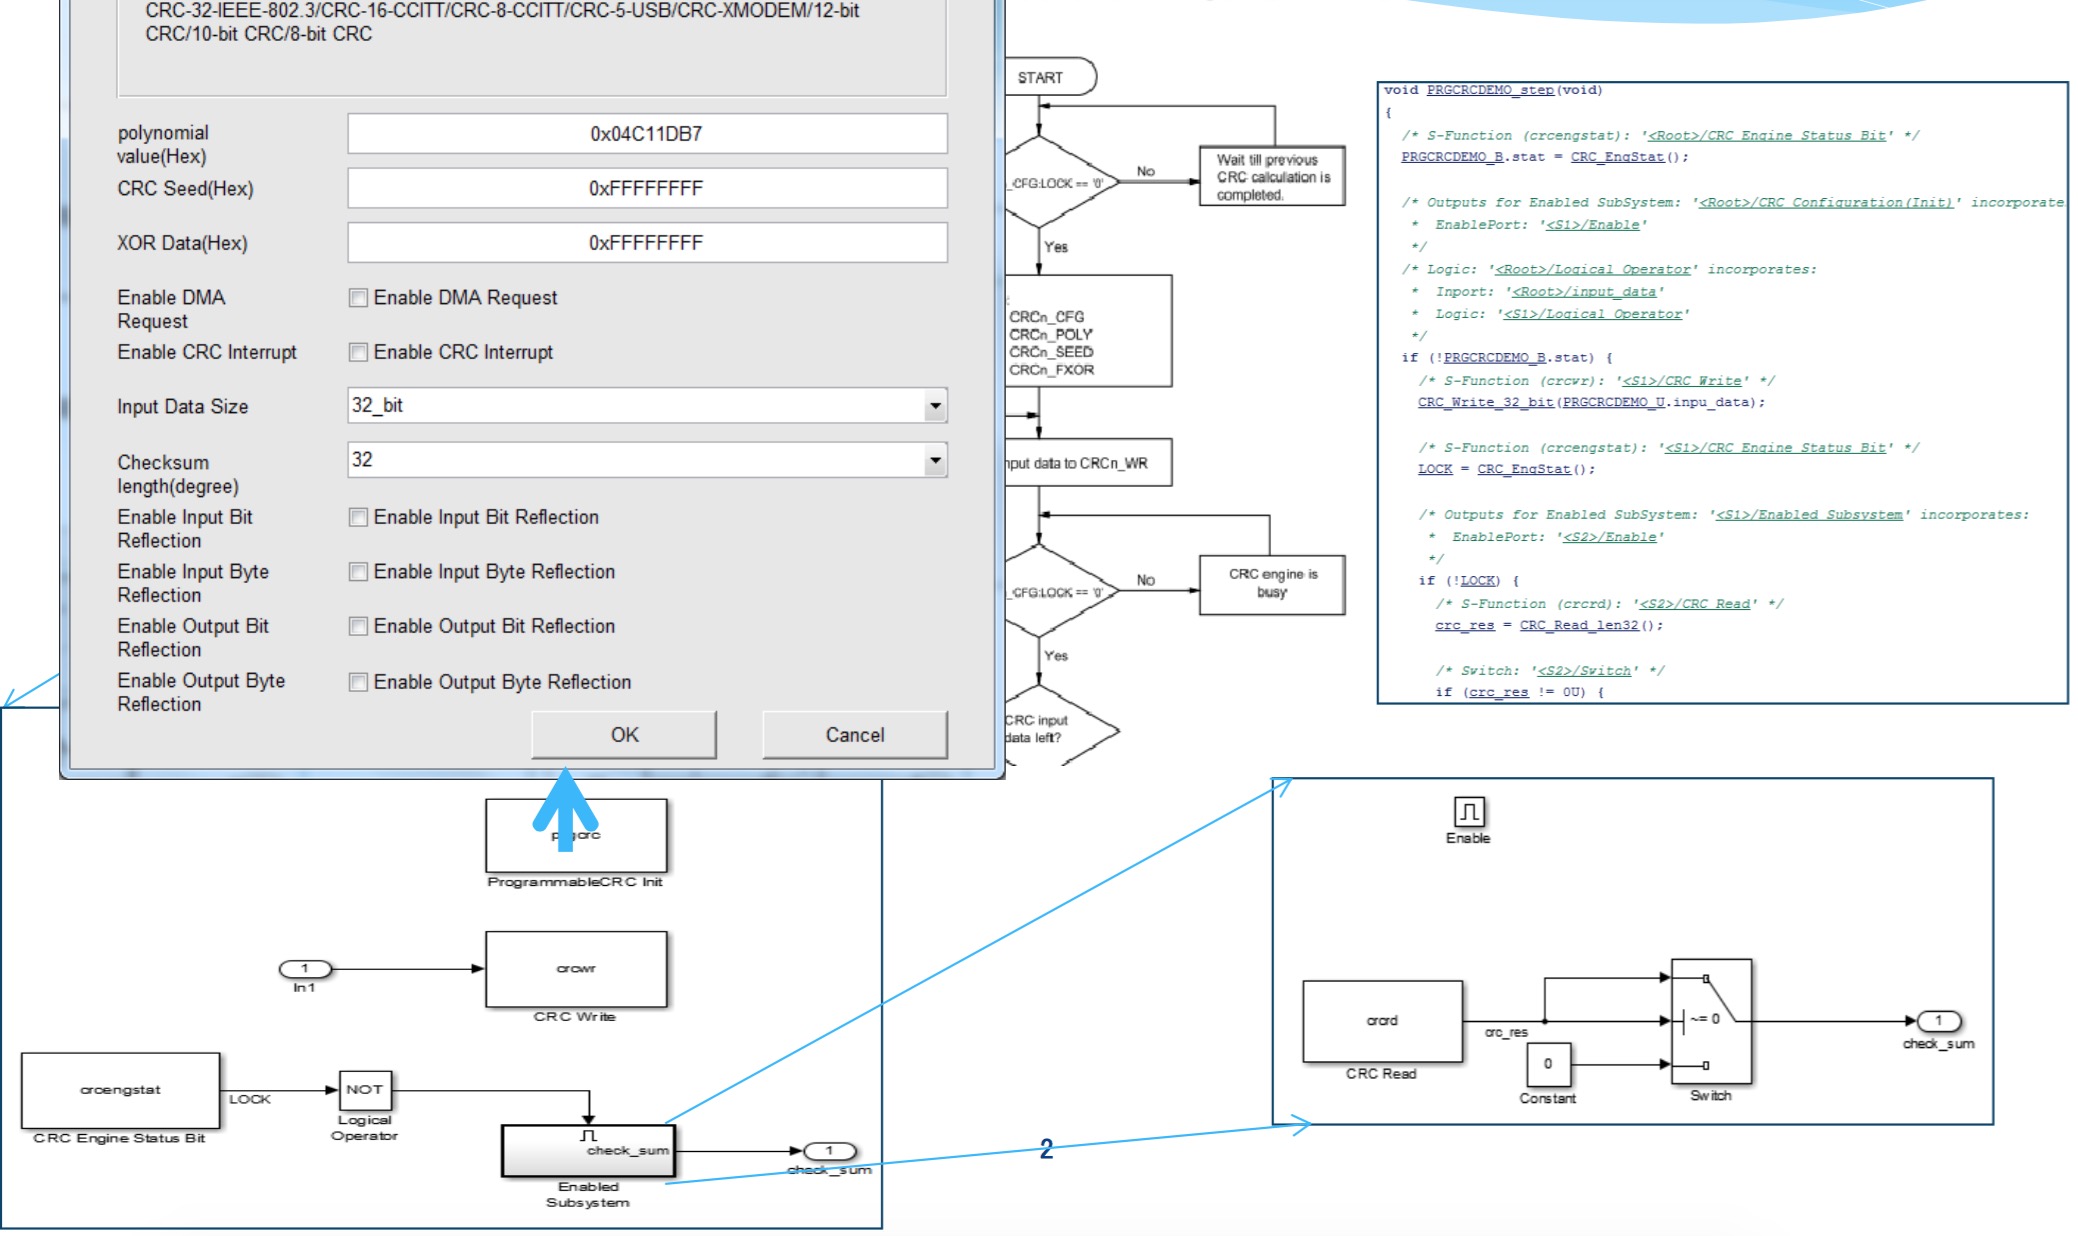 CRC-32-IEEE-802.3/CRC-16-CCITT/CRC-8-CCITT/CRC-5-USB/CRC-XMODEM/12-bit
CRC/10-bit CRC/8-bit CRC
polynomial
value(Hex)
0x04C11DB7
CRC Seed(Hex)
0xFFFFFFFF
XOR Data(Hex)
0xFFFFFFFF
Enable DMA
Request
Enable DMA Request
Enable CRC Interrupt
Enable CRC Interrupt
Input Data Size
32_bit
Checksum
length(degree)
32
Enable Input Bit
Reflection
Enable Input Bit Reflection
Enable Input Byte
Reflection
Enable Input Byte Reflection
Enable Output Bit
Reflection
Enable Output Bit Reflection
Enable Output Byte
Reflection
Enable Output Byte Reflection
OK
Cancel
START
_CFG:LOCK == '0'
No
Wait till previous
CRC calculation is
completed.
Yes
CRCn_CFG
CRCn_POLY
CRCn_SEED
CRCn_FXOR
nput data to CRCn_WR
_CFG:LOCK == '0'
No
CRC engine is
busy
Yes
CRC input
data left?
void PRGCRCDEMO_step(void)
{
/* S-Function (crcengstat): '<Root>/CRC Engine Status Bit' */
PRGCRCDEMO_B.stat = CRC_EngStat();
/* Outputs for Enabled SubSystem: '<Root>/CRC Configuration(Init)' incorporate
* EnablePort: '<S1>/Enable'
*/
/* Logic: '<Root>/Logical Operator' incorporates:
* Inport: '<Root>/input_data'
* Logic: '<S1>/Logical Operator'
*/
if (!PRGCRCDEMO_B.stat) {
/* S-Function (crcwr): '<S1>/CRC Write' */
CRC_Write_32_bit(PRGCRCDEMO_U.inpu_data);
/* S-Function (crcengstat): '<S1>/CRC Engine Status Bit' */
LOCK = CRC_EngStat();
/* Outputs for Enabled SubSystem: '<S1>/Enabled Subsystem' incorporates:
* EnablePort: '<S2>/Enable'
*/
if (!LOCK) {
/* S-Function (crcrd): '<S2>/CRC Read' */
crc_res = CRC_Read_len32();
/* Switch: '<S2>/Switch' */
if (crc_res != 0U) {
ProgrammableCRC Init
1
In1
crcwr
CRC Write
crcengstat
CRC Engine Status Bit
LOCK
NOT
Logical
Operator
check_sum
Enabled
Subsystem
1
check_sum
2
Enable
crcrd
CRC Read
crc_res
0
Constant
~= 0
Switch
1
check_sum